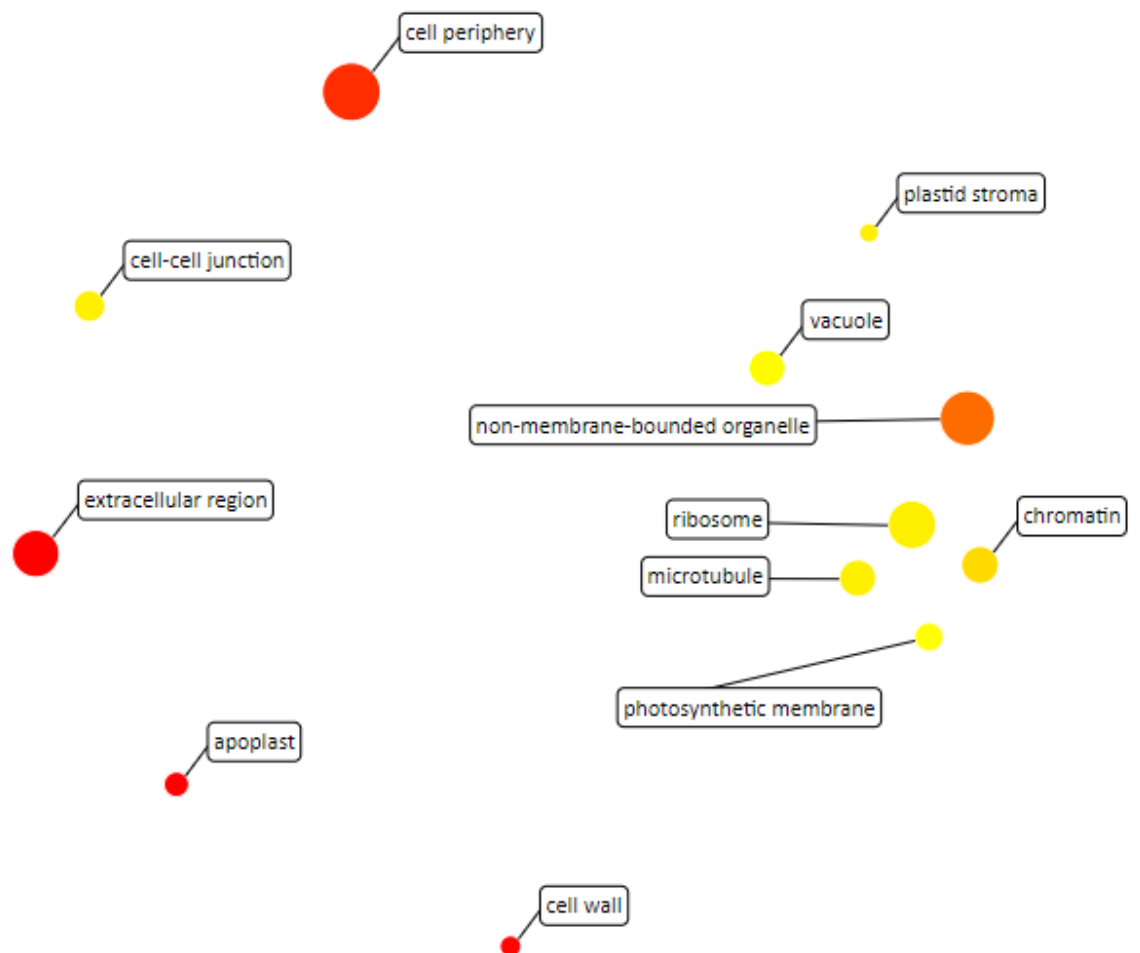 cell periphery
plastid stroma
cell-cell junction
vacuole
non-membrane-bounded organelle
extracellular region
ribosome
chromatin
microtubule
photosynthetic membrane
apoplast
cell wall